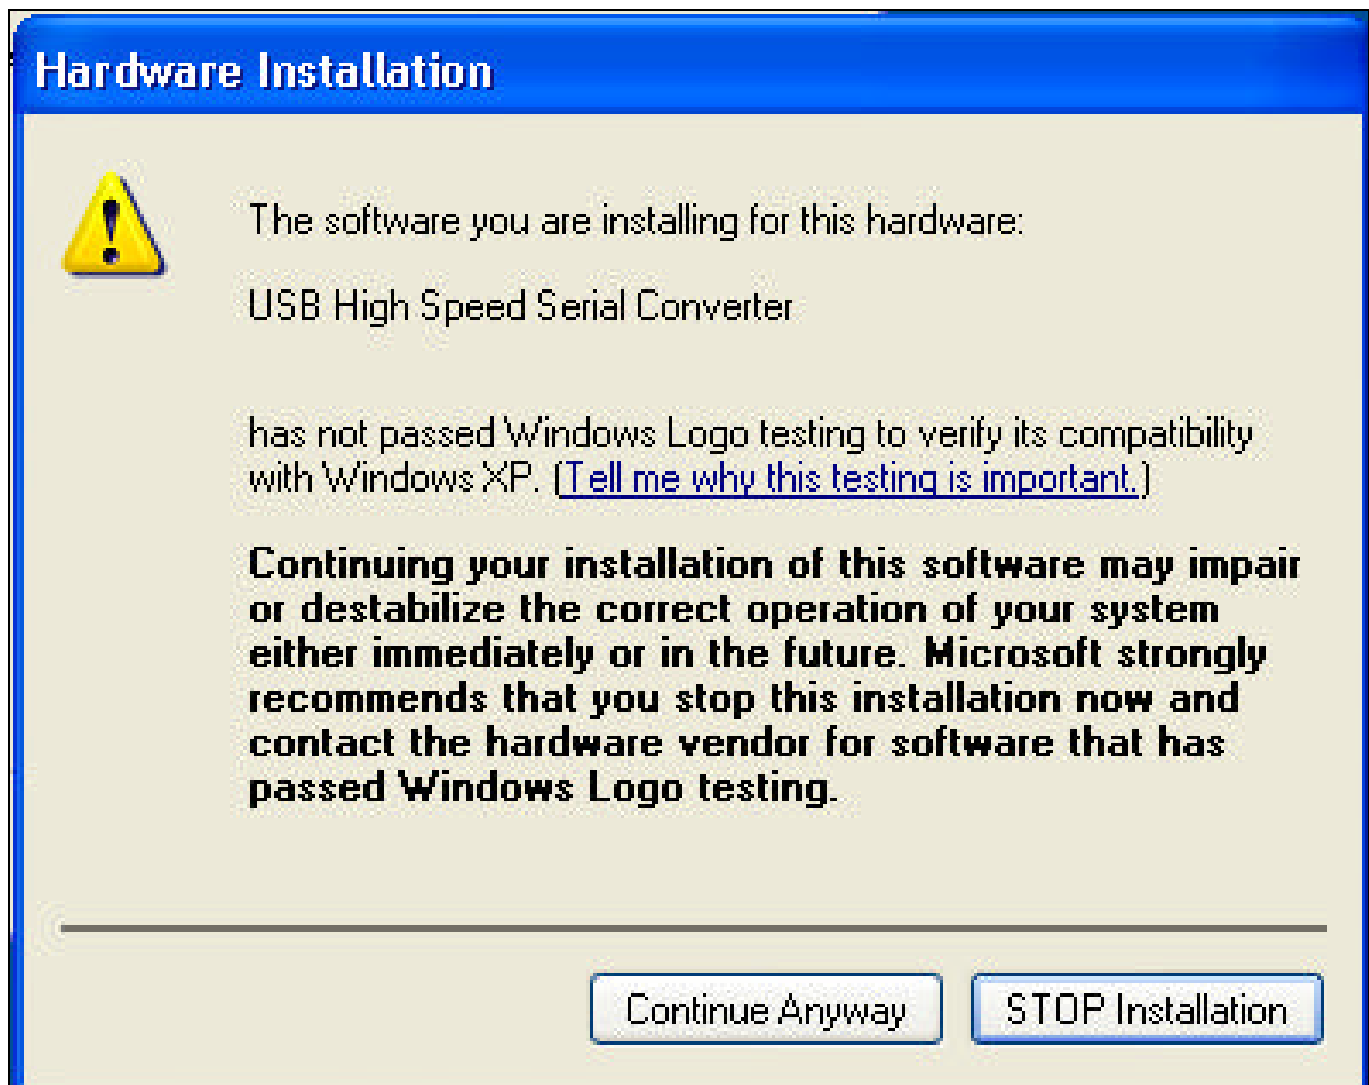 Hardware Installation
The software you are installing for this hardware:
USB High Speed Serial Converter
has not passed Windows Logo testing to verify its compatibility
with Windows XP. (Tell me why this testing is important.)
Continuing your installation of this software may impair
or destabilize the correct operation of your system
either immediately or in the future. Microsoft strongly
recommends that you stop this installation now and
contact the hardware vendor for software that has
passed Windows Logo testing.
Continue Anyway
STOP Installation